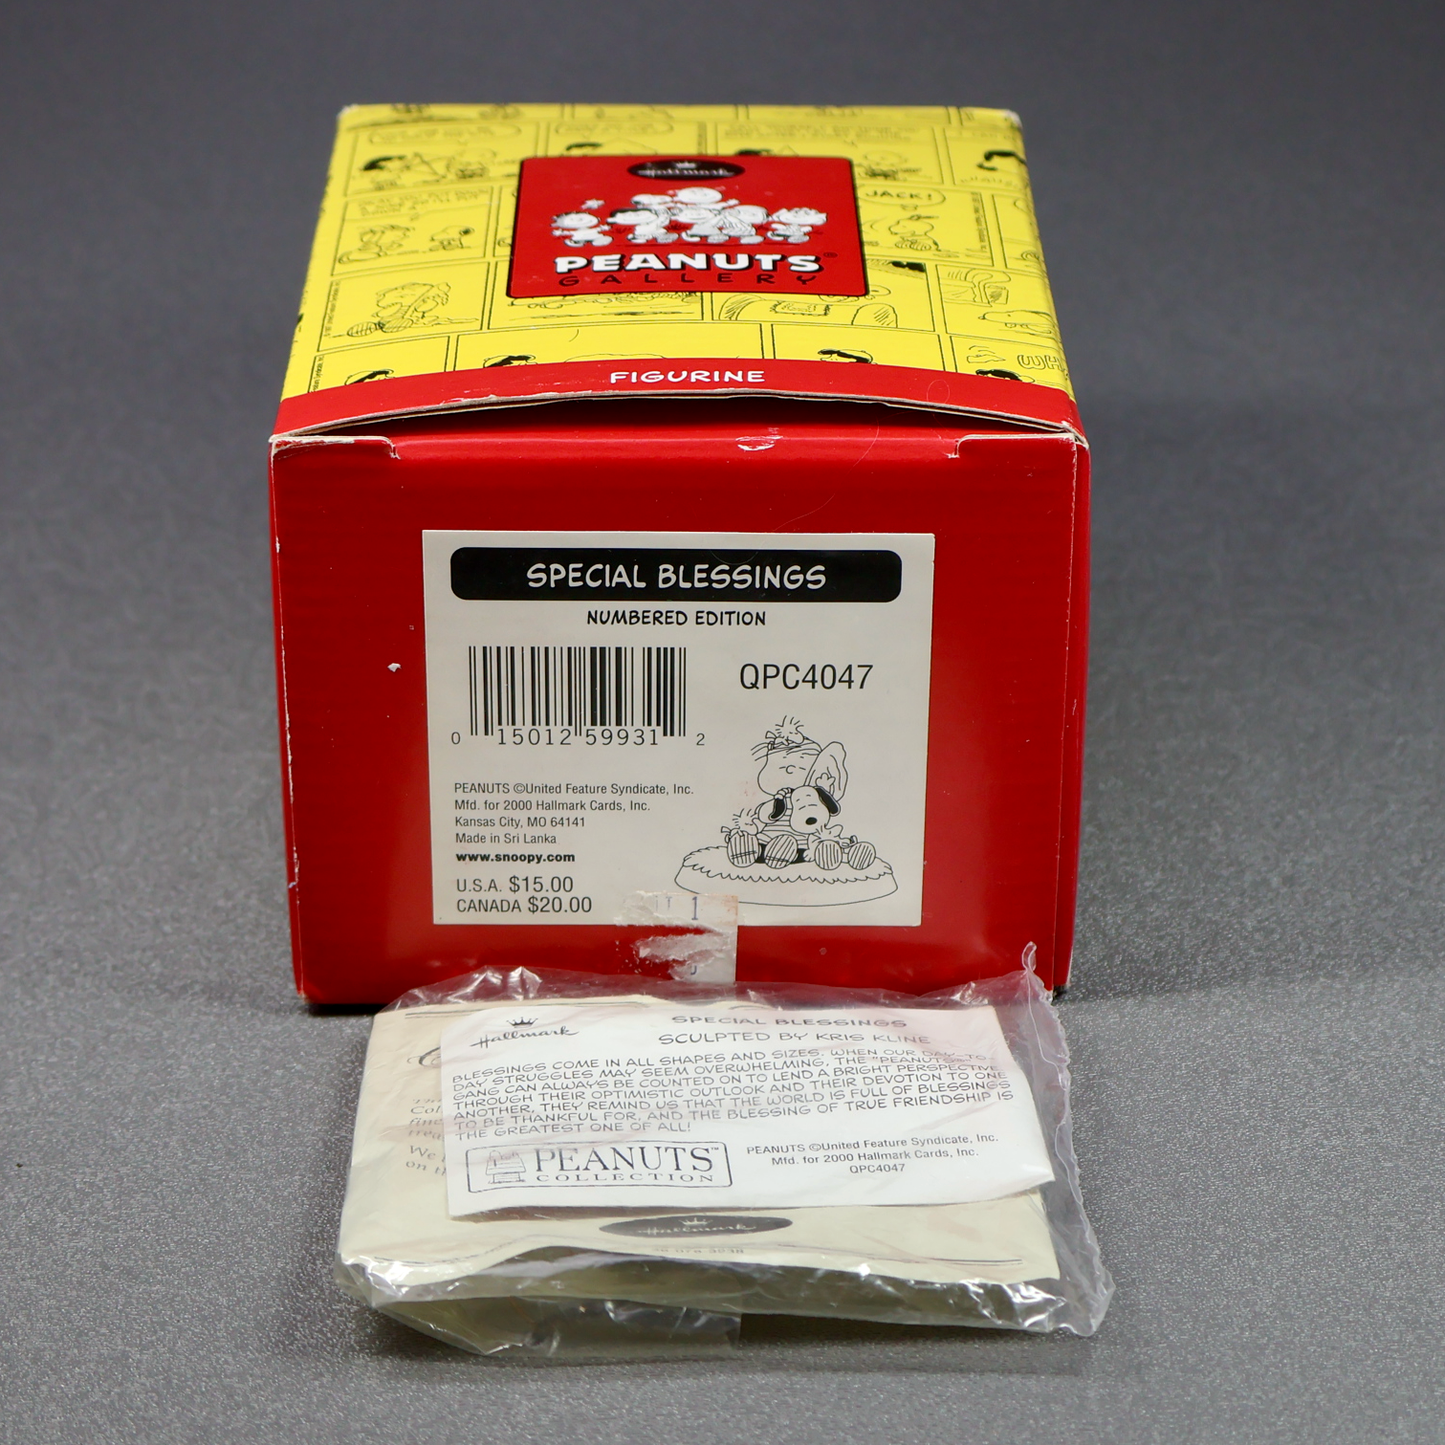 Hallmark
JACK!
PEANUTS®
GALLERY
FIGURINE
SPECIAL BLESSINGS
NUMBERED EDITION
QPC4047
0 15012 59931 2
PEANUTS ©United Feature Syndicate, Inc.
Mfd. for 2000 Hallmark Cards, Inc.
Kansas City, MO 64141
Made in Sri Lanka
www.snoopy.com
U.S.A. $15.00
CANADA $20.00
1
Hallmark
SPECIAL BLESSINGS
SCULPTED BY KRIS KLINE
BLESSINGS COME IN ALL SHAPES AND SIZES. WHEN OUR DAY-TO-
DAY STRUGGLES MAY SEEM OVERWHELMING, THE "PEANUTS"
GANG CAN ALWAYS BE COUNTED ON TO LEND A BRIGHT PERSPECTIVE
THROUGH THEIR OPTIMISTIC OUTLOOK AND THEIR DEVOTION TO ONE
ANOTHER, THEY REMIND US THAT THE WORLD IS FULL OF BLESSINGS
TO BE THANKFUL FOR, AND THE BLESSING OF TRUE FRIENDSHIP IS
THE GREATEST ONE OF ALL!
PEANUTS™
COLLECTION
PEANUTS ©United Feature Syndicate, Inc.
Mfd. for 2000 Hallmark Cards, Inc.
QPC4047
We
on th
Hallmark